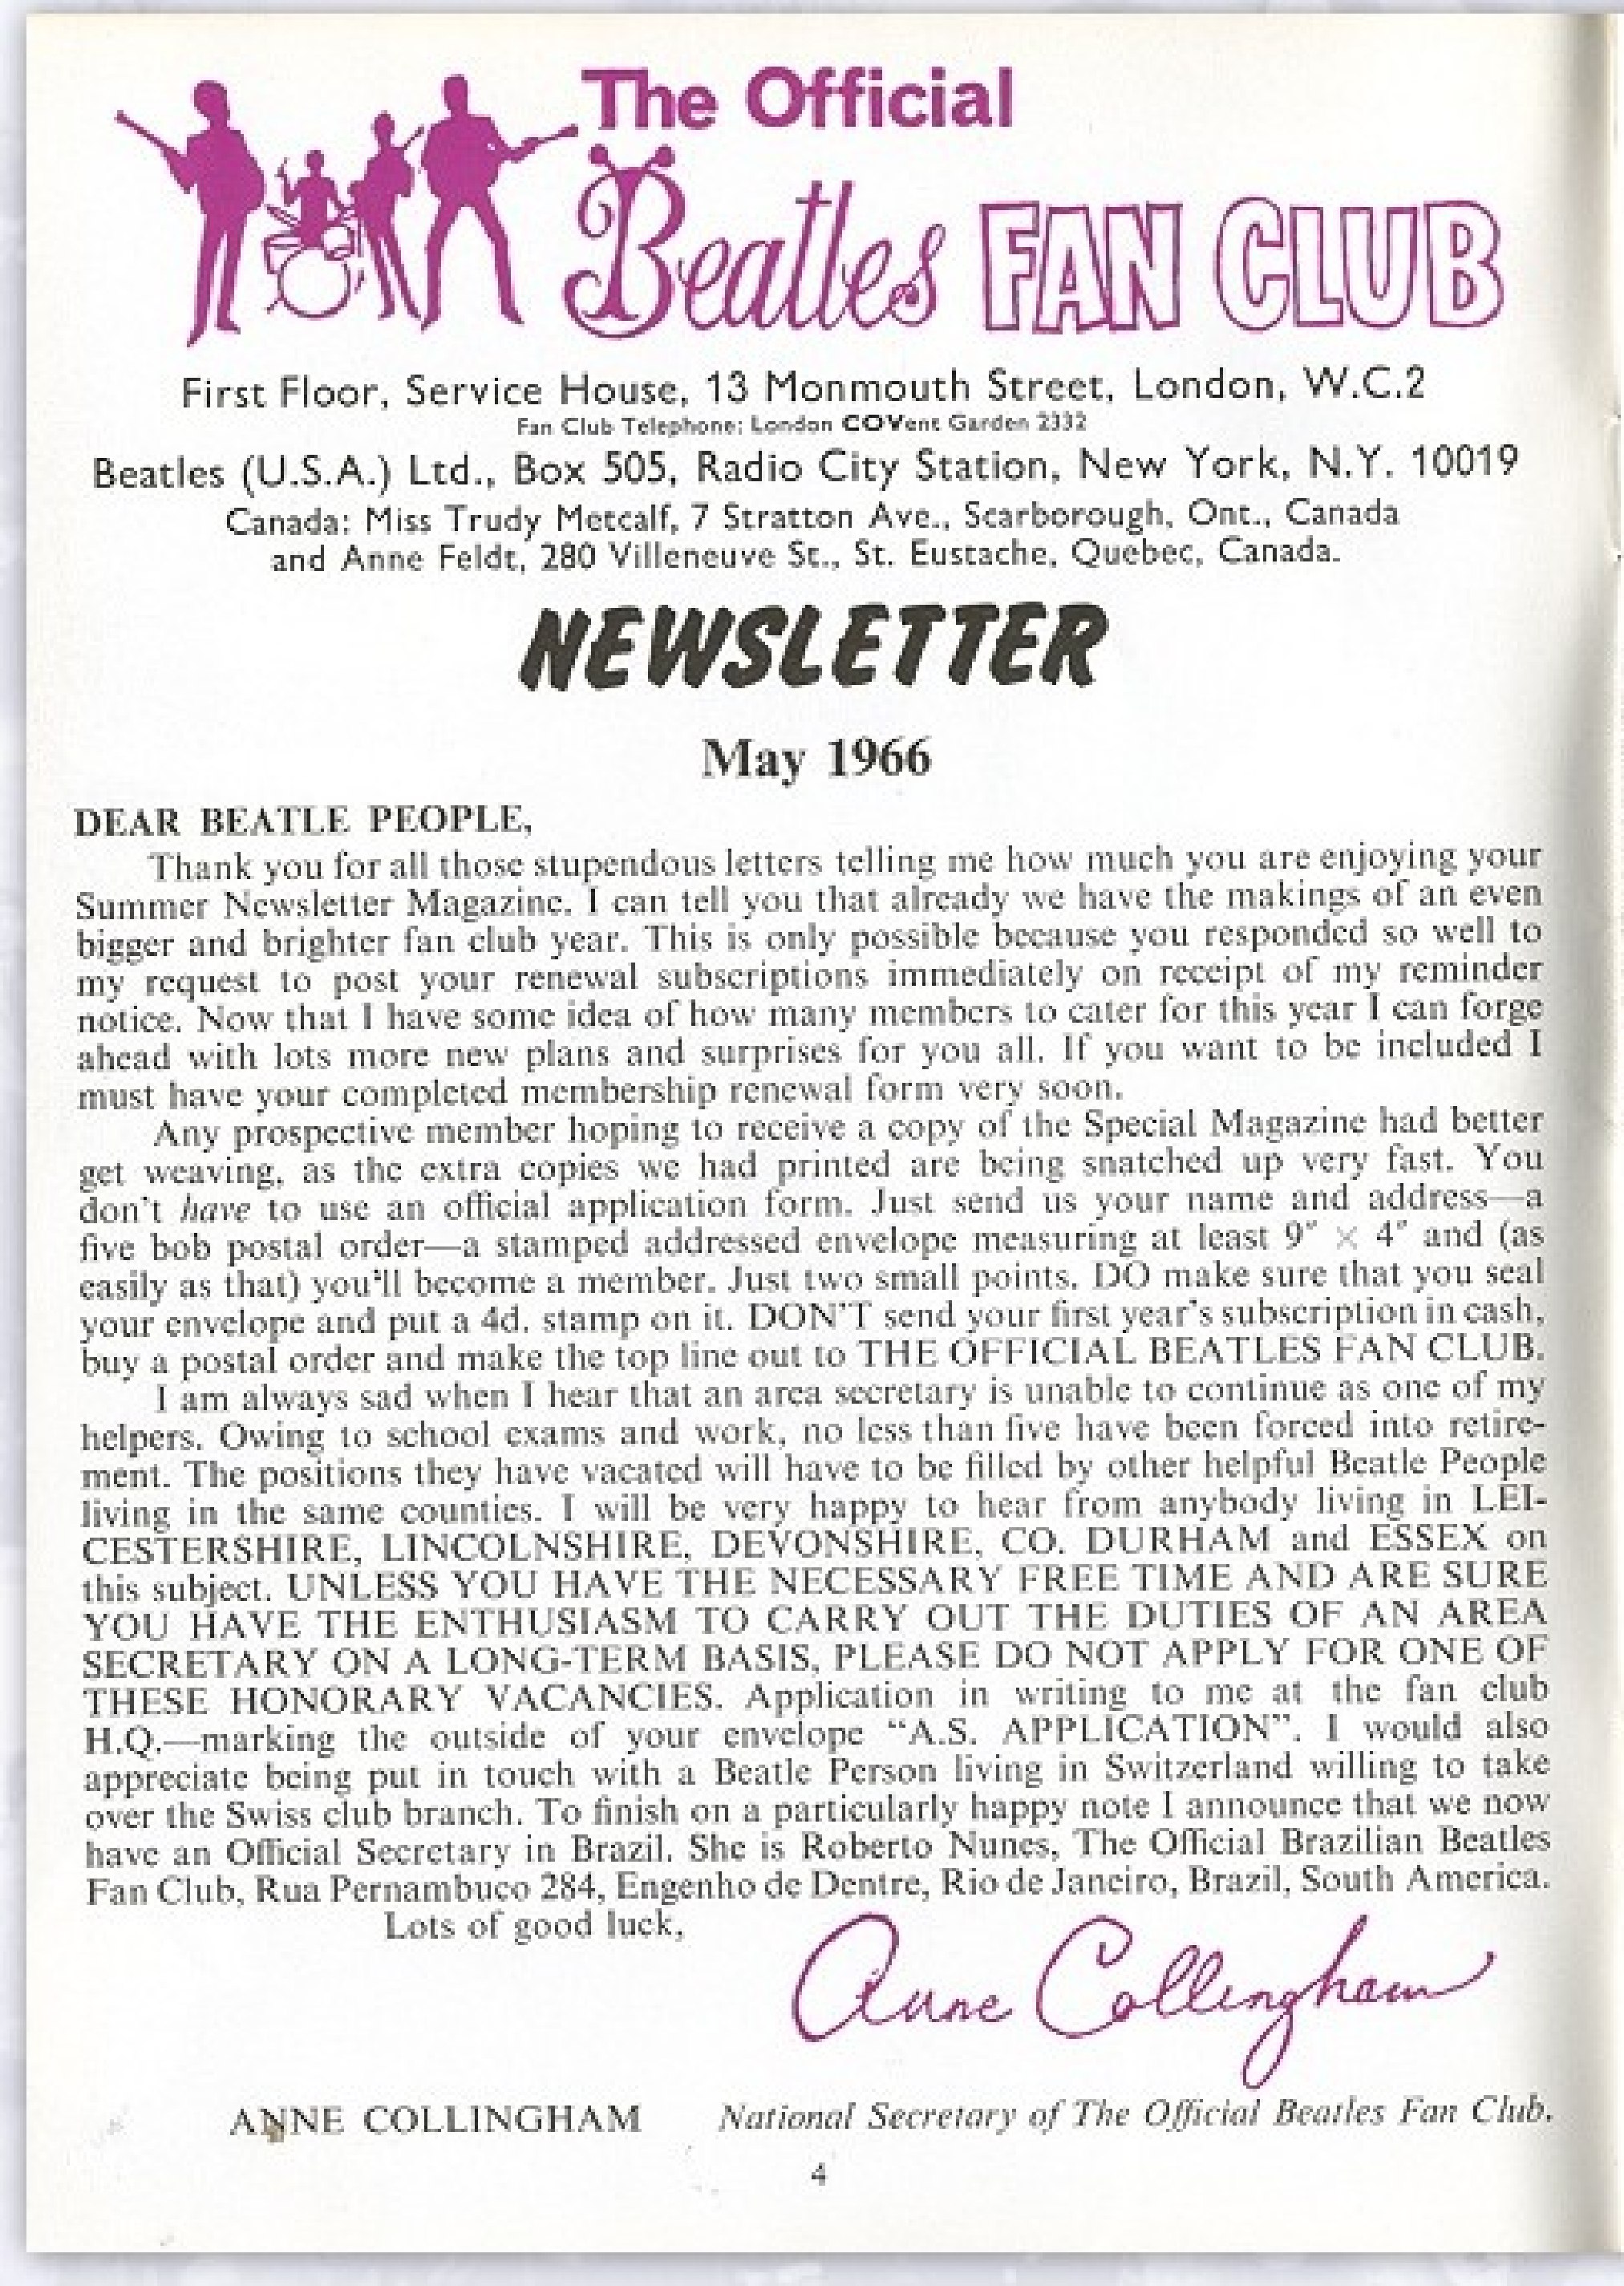 The Official
Beatles FAN CLUB
First Floor, Service House, 13 Monmouth Street, London, W.C.2
Fan Club Telephone: London COVent Garden 2332
Beatles (U.S.A.) Ltd., Box 505, Radio City Station, New York, N.Y. 10019
Canada: Miss Trudy Metcalf, 7 Stratton Ave., Scarborough, Ont., Canada
and Anne Feldt, 280 Villeneuve St., St. Eustache, Quebec, Canada.
NEWSLETTER
May 1966
DEAR BEATLE PEOPLE,
Thank you for all those stupendous letters telling me how much you are enjoying your
Summer Newsletter Magazine. I can tell you that already we have the makings of an even
bigger and brighter fan club year. This is only possible because you responded so well to
my request to post your renewal subscriptions immediately on receipt of my reminder
notice. Now that I have some idea of how many members to cater for this year I can forge
ahead with lots more new plans and surprises for you all. If you want to be included I
must have your completed membership renewal form very soon.
Any prospective member hoping to receive a copy of the Special Magazine had better
get weaving, as the extra copies we had printed are being snatched up very fast. You
don't have to use an official application form. Just send us your name and address—a
five bob postal order—a stamped addressed envelope measuring at least 9" × 4" and (as
easily as that) you'll become a member. Just two small points. DO make sure that you seal
your envelope and put a 4d. stamp on it. DON'T send your first year's subscription in cash,
buy a postal order and make the top line out to THE OFFICIAL BEATLES FAN CLUB.
I am always sad when I hear that an area secretary is unable to continue as one of my
helpers. Owing to school exams and work, no less than five have been forced into retire-
ment. The positions they have vacated will have to be filled by other helpful Beatle People
living in the same counties. I will be very happy to hear from anybody living in LEI-
CESTERSHIRE, LINCOLNSHIRE, DEVONSHIRE, CO. DURHAM and ESSEX on
this subject. UNLESS YOU HAVE THE NECESSARY FREE TIME AND ARE SURE
YOU HAVE THE ENTHUSIASM TO CARRY OUT THE DUTIES OF AN AREA
SECRETARY ON A LONG-TERM BASIS, PLEASE DO NOT APPLY FOR ONE OF
THESE HONORARY VACANCIES. Application in writing to me at the fan club
H.Q.—marking the outside of your envelope "A.S. APPLICATION". I would also
appreciate being put in touch with a Beatle Person living in Switzerland willing to take
over the Swiss club branch. To finish on a particularly happy note I announce that we now
have an Official Secretary in Brazil. She is Roberto Nunes, The Official Brazilian Beatles
Fan Club, Rua Pernambuco 284, Engenho de Dentre, Rio de Janeiro, Brazil, South America.
Lots of good luck,
Anne Collingham
ANNE COLLINGHAM National Secretary of The Official Beatles Fan Club.
4